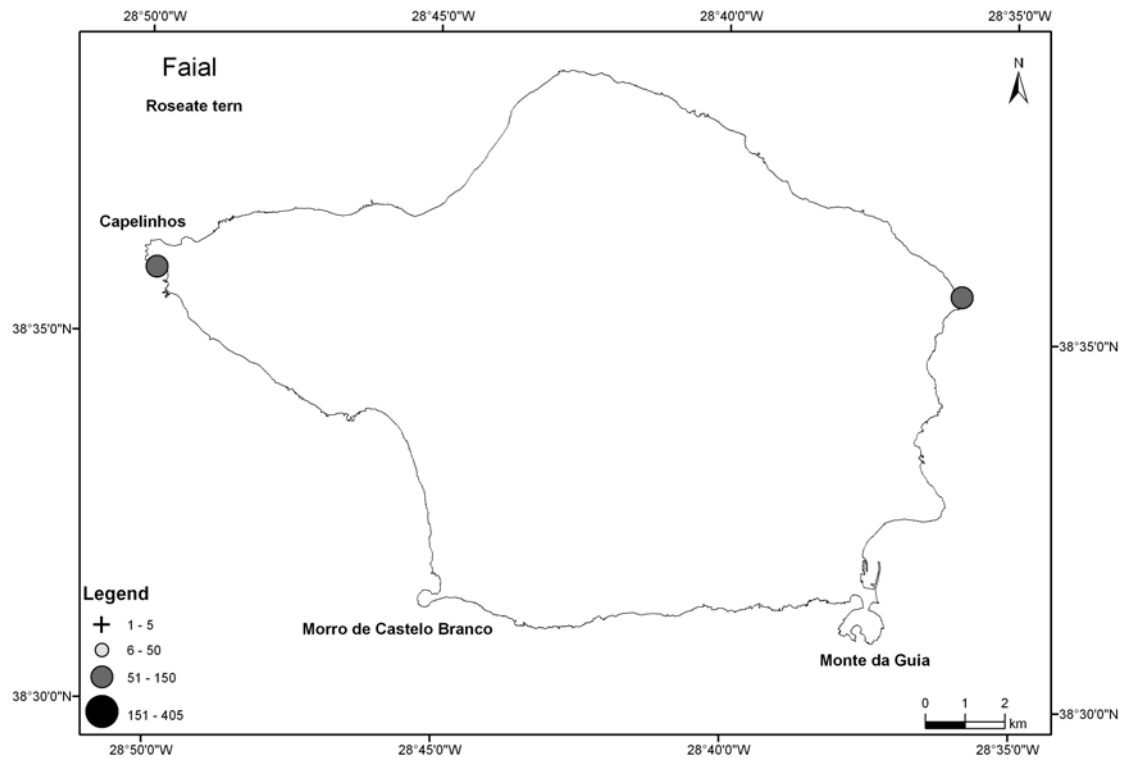 28°50'0"W 28°45'0"W 28°40'0"W 28°35'0"W
Faial
N
Roseate tern
Capelinhos
38°35'0"N
38°35'0"N
Legend
1 - 5
6 - 50
51 - 150
151 - 405
Morro de Castelo Branco
Monte da Guia
38°30'0"N
0 1 2
km
38°30'0"N
28°50'0"W 28°45'0"W 28°40'0"W 28°35'0"W